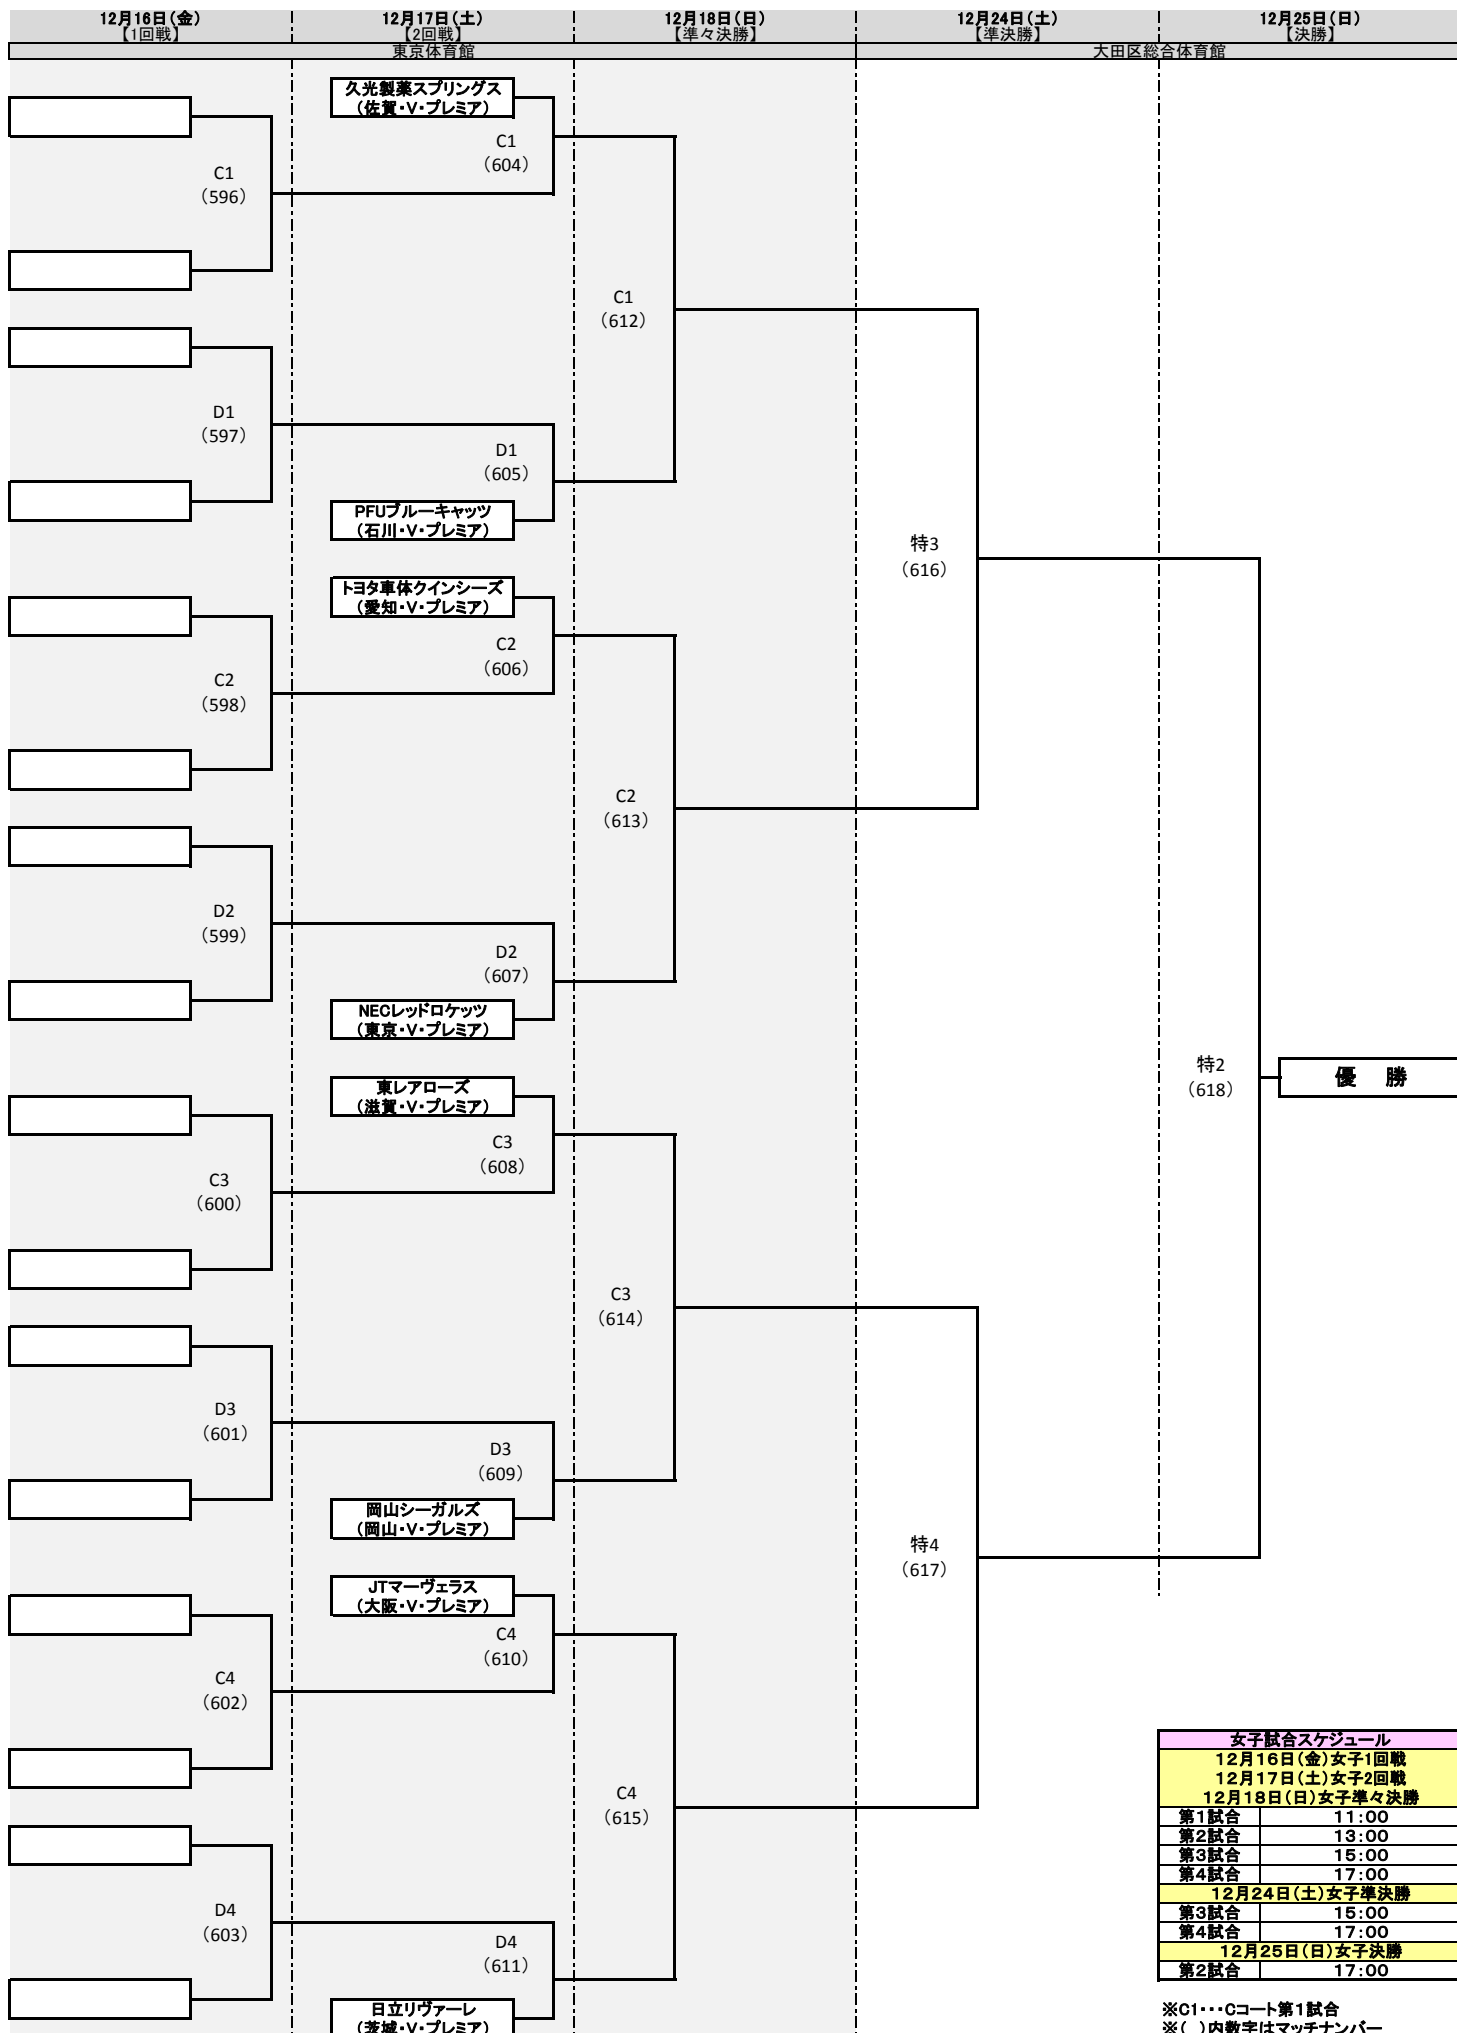 12月16日(金)
【1回戦】
12月17日(土)
【2回戦】
12月18日(日)
【準々決勝】
12月24日(土)
【準決勝】
12月25日(日)
【決勝】
東京体育館
大田区総合体育館
久光製薬スプリングス
(佐賀・V・プレミア)
C1
(604)
C1
(596)
C1
(612)
D1
(597)
D1
(605)
PFUブルーキャッツ
(石川・V・プレミア)
特3
(616)
トヨタ車体クインシーズ
(愛知・V・プレミア)
C2
(606)
C2
(598)
C2
(613)
D2
(599)
D2
(607)
NECレッドロケッツ
(東京・V・プレミア)
特2
(618)
優 勝
東レアローズ
(滋賀・V・プレミア)
C3
(608)
C3
(600)
C3
(614)
D3
(601)
D3
(609)
岡山シーガルズ
(岡山・V・プレミア)
特4
(617)
JTマーヴェラス
(大阪・V・プレミア)
C4
(610)
C4
(602)
C4
(615)
D4
(603)
D4
(611)
日立リヴァーレ
(茨城・V・プレミア)
女子試合スケジュール
12月16日(金)女子1回戦
12月17日(土)女子2回戦
12月18日(日)女子準々決勝
第1試合 11:00
第2試合 13:00
第3試合 15:00
第4試合 17:00
12月24日(土)女子準決勝
第3試合 15:00
第4試合 17:00
12月25日(日)女子決勝
第2試合 17:00
※C1・・・Cコート第1試合
※( )内数字はマッチナンバー